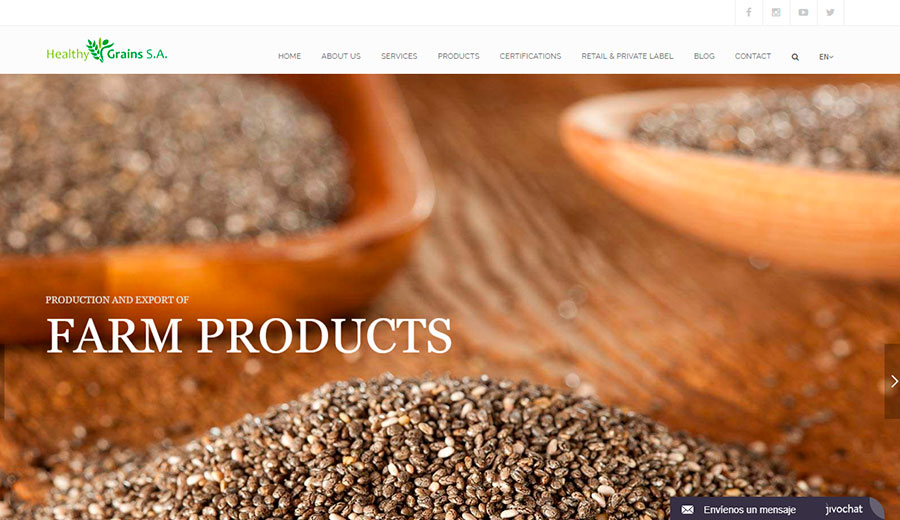 Healthy Grains S.A.
HOME ABOUT US SERVICES PRODUCTS CERTIFICATIONS RETAIL & PRIVATE LABEL BLOG CONTACT EN
PRODUCTION AND EXPORT OF
FARM PRODUCTS
Envíenos un mensaje jivochat